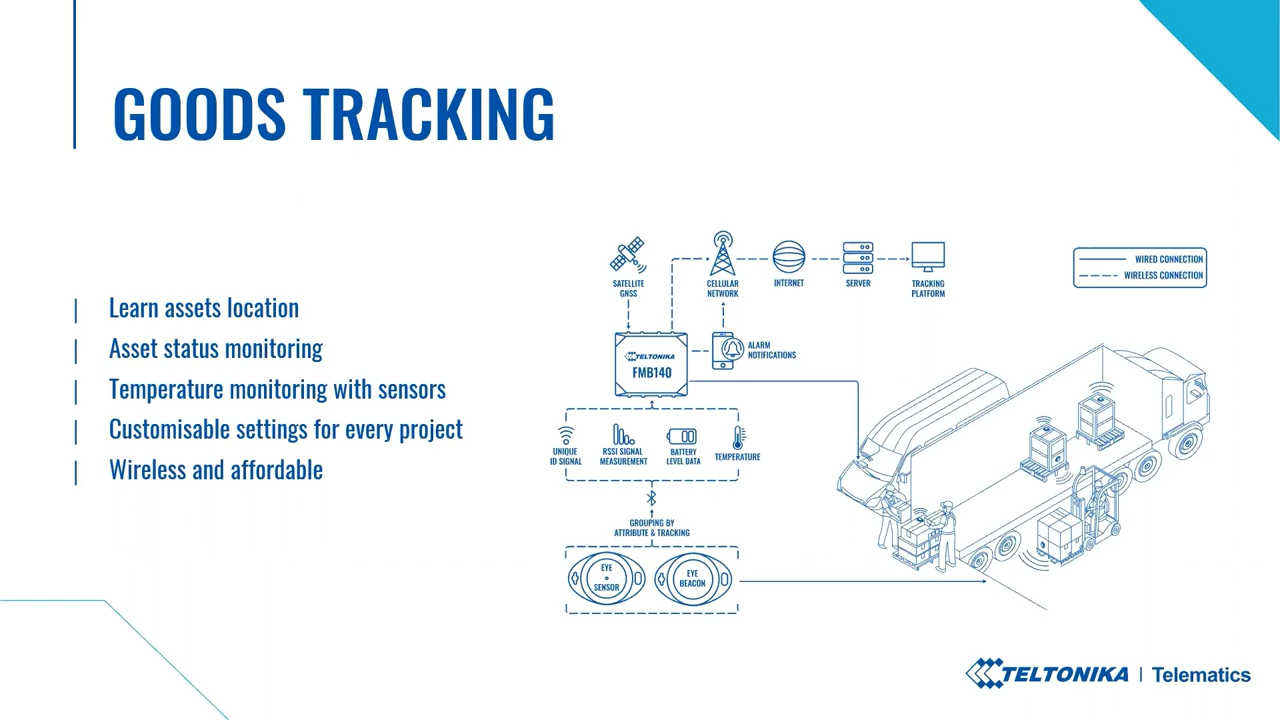 GOODS TRACKING
Learn assets location
Asset status monitoring
Temperature monitoring with sensors
Customisable settings for every project
Wireless and affordable
SATELLITE
GNSS
CELLULAR
NETWORK
INTERNET
SERVER
TRACKING
PLATFORM
WIRED CONNECTION
WIRELESS CONNECTION
TELTONIKA
FMB140
ALARM
NOTIFICATIONS
UNIQUE
ID SIGNAL
RSSI SIGNAL
MEASUREMENT
BATTERY
LEVEL DATA
TEMPERATURE
GROUPING BY
ATTRIBUTE & TRACKING
EYE
SENSOR
EYE
BEACON
TELTONIKA | Telematics